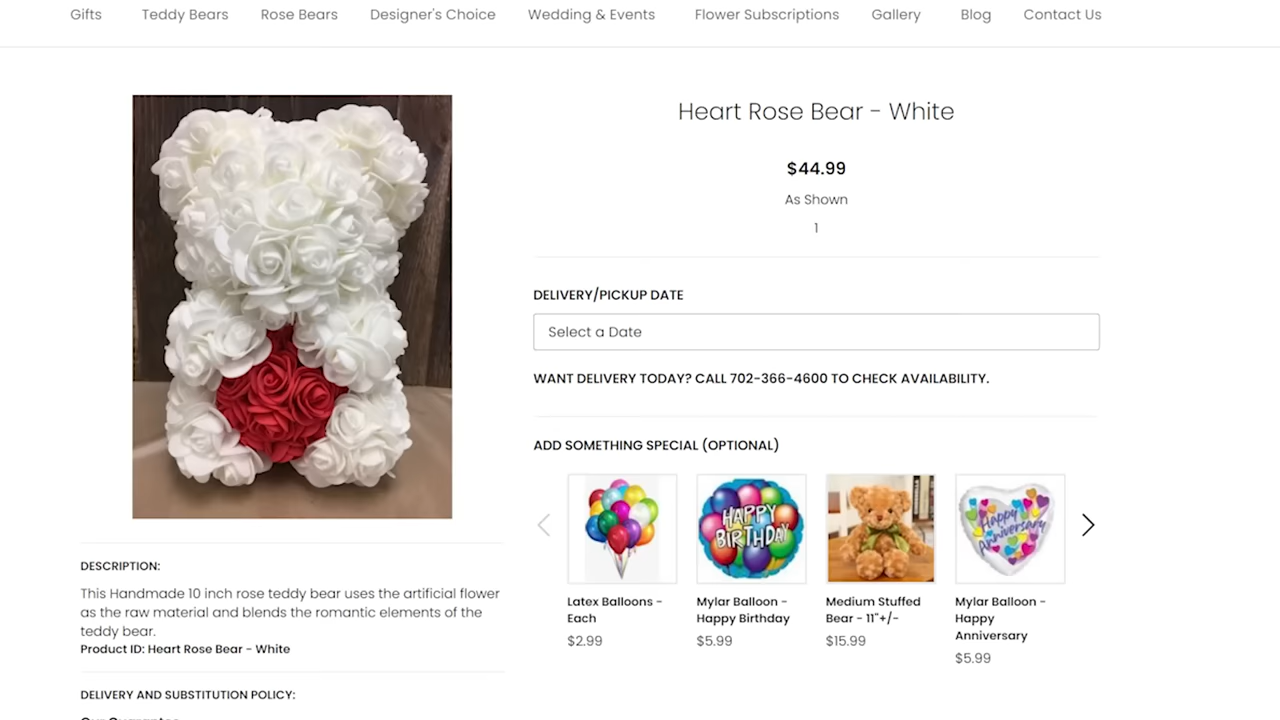 Gifts Teddy Bears Rose Bears Designer's Choice Wedding & Events Flower Subscriptions Gallery Blog Contact Us
Heart Rose Bear - White
$44.99
As Shown
1
DELIVERY/PICKUP DATE
Select a Date
WANT DELIVERY TODAY? CALL 702-366-4600 TO CHECK AVAILABILITY.
ADD SOMETHING SPECIAL (OPTIONAL)
HAPPY
BIRTHDAY
Happy
Anniversary
Latex Balloons -
Each
$2.99
Mylar Balloon -
Happy Birthday
$5.99
Medium Stuffed
Bear - 11"+/-
$15.99
Mylar Balloon -
Happy
Anniversary
$5.99
DESCRIPTION:
This Handmade 10 inch rose teddy bear uses the artificial flower
as the raw material and blends the romantic elements of the
teddy bear.
Product ID: Heart Rose Bear - White
DELIVERY AND SUBSTITUTION POLICY: